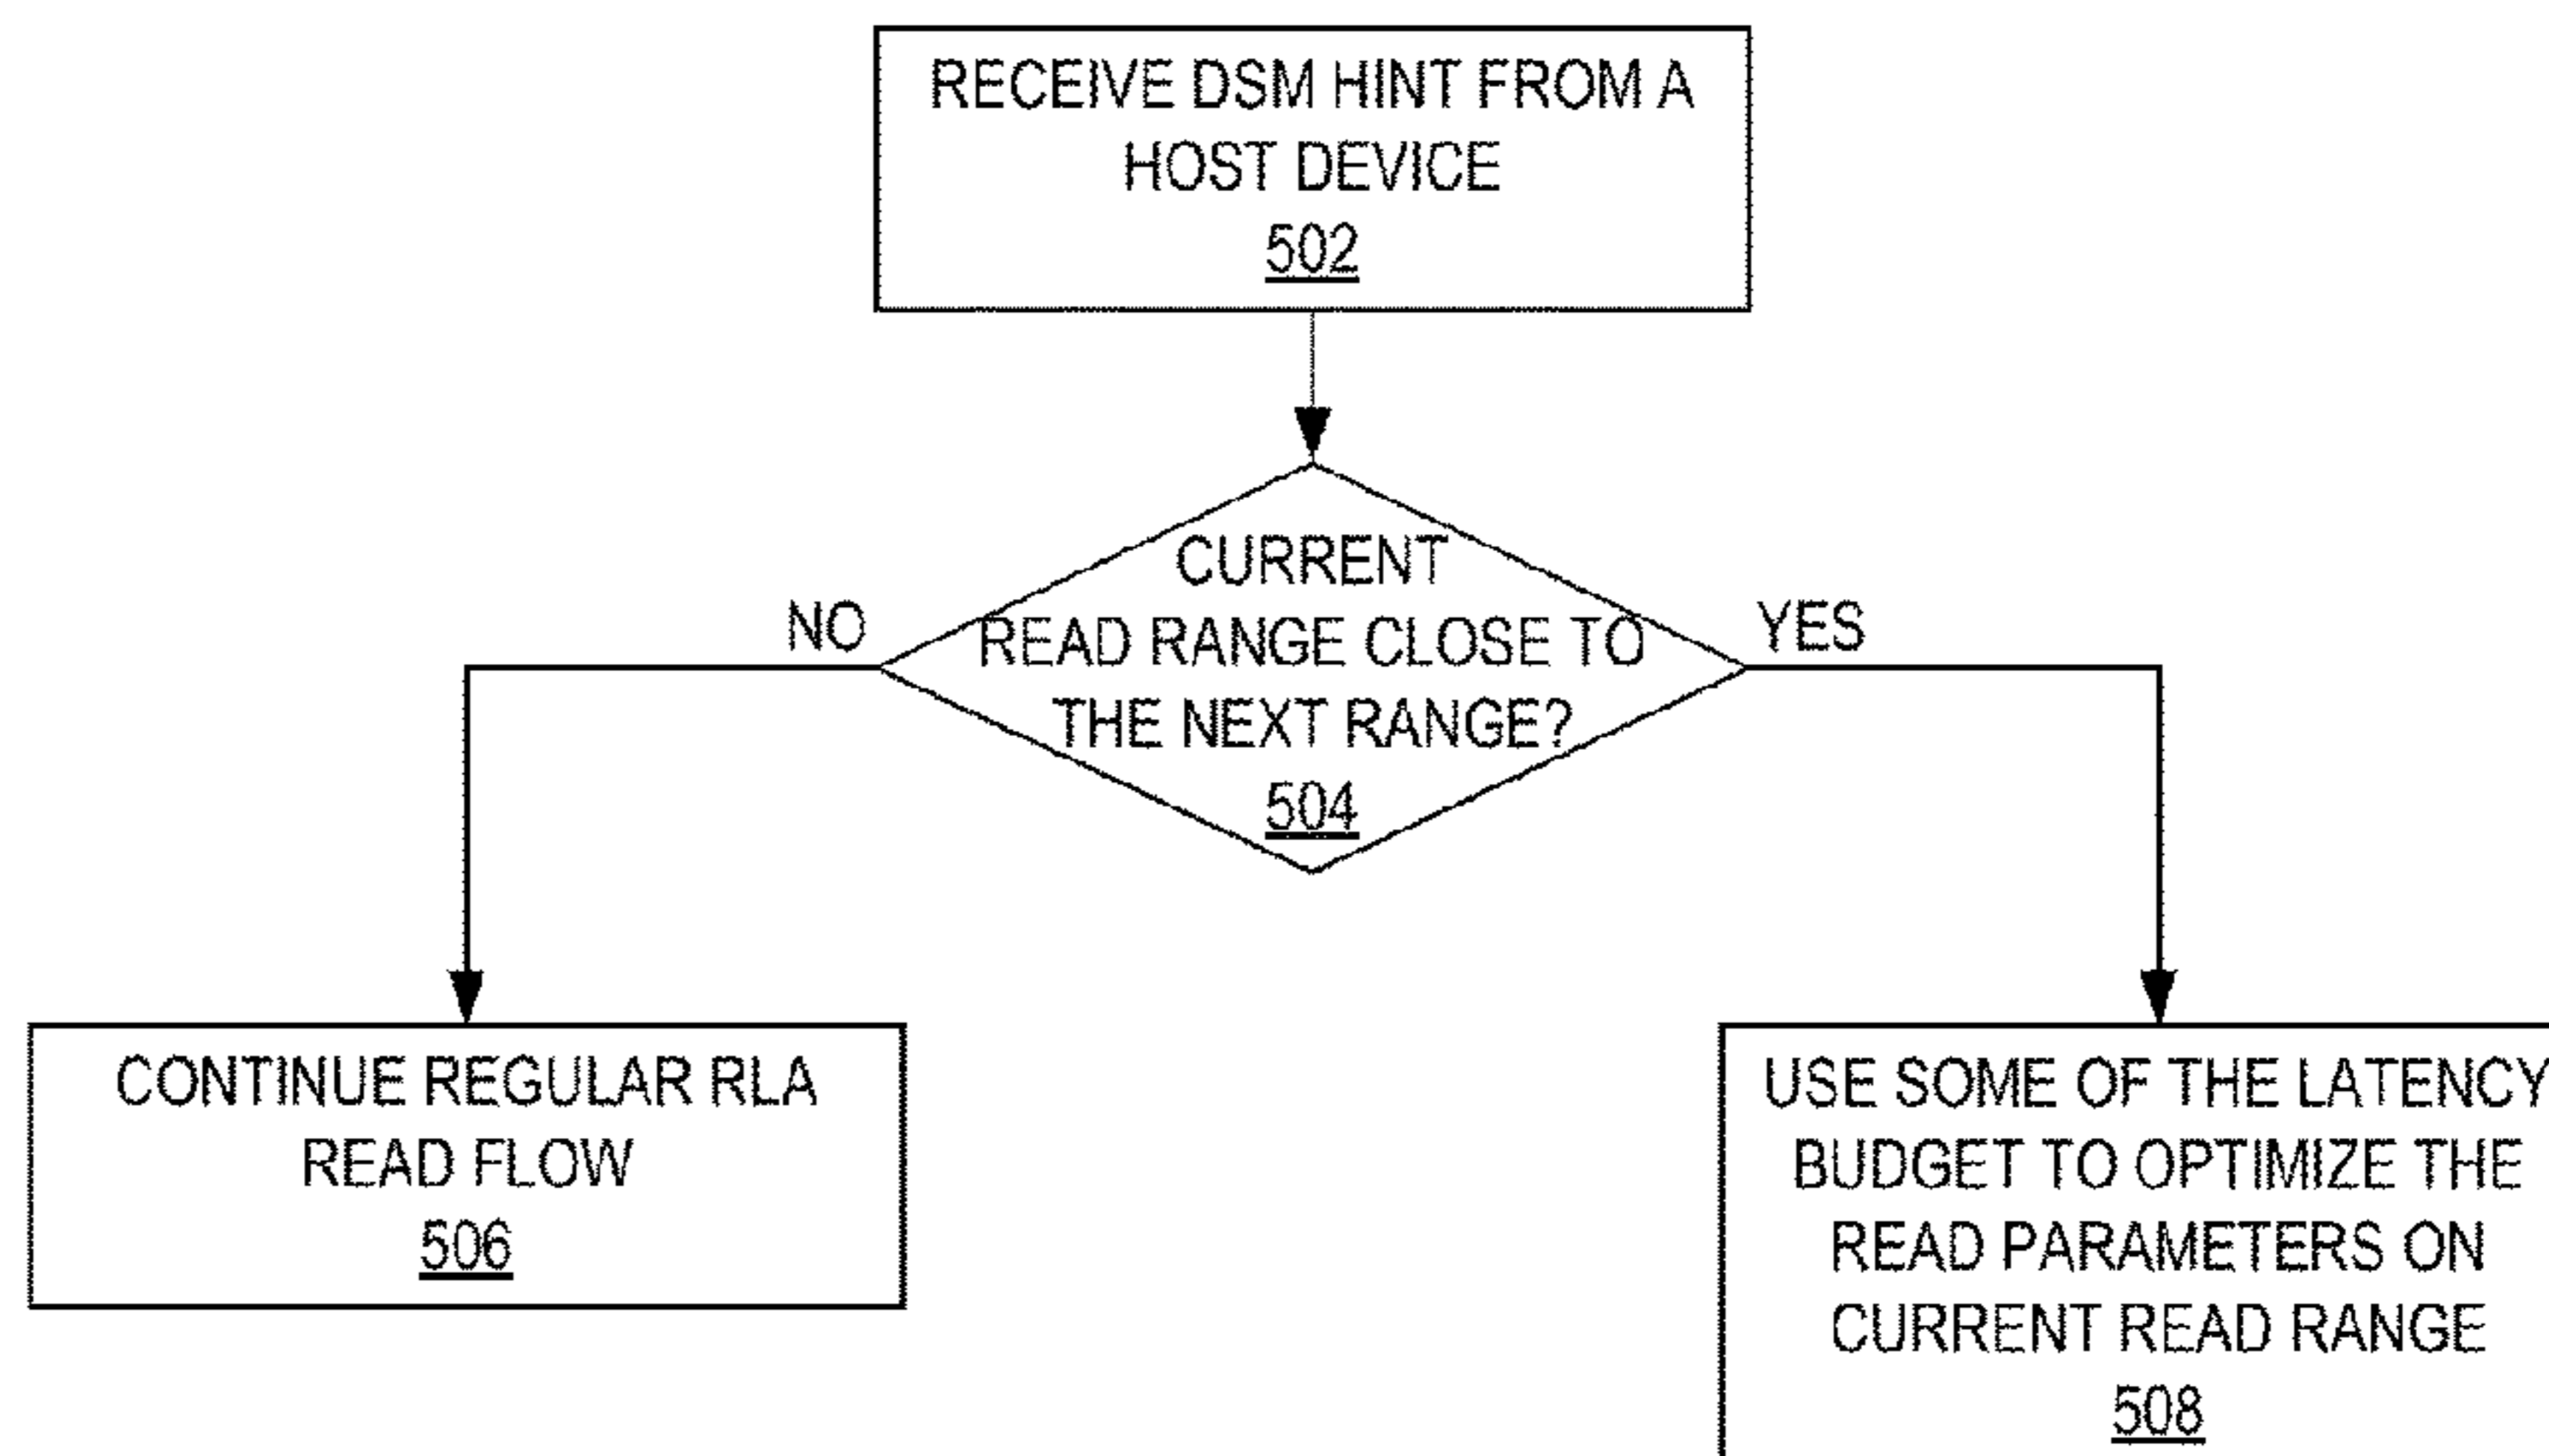 RECEIVE DSM HINT FROM A
HOST DEVICE
502
CURRENT
READ RANGE CLOSE TO
THE NEXT RANGE?
504
NO
YES
CONTINUE REGULAR RLA
READ FLOW
506
USE SOME OF THE LATENCY
BUDGET TO OPTIMIZE THE
READ PARAMETERS ON
CURRENT READ RANGE
508